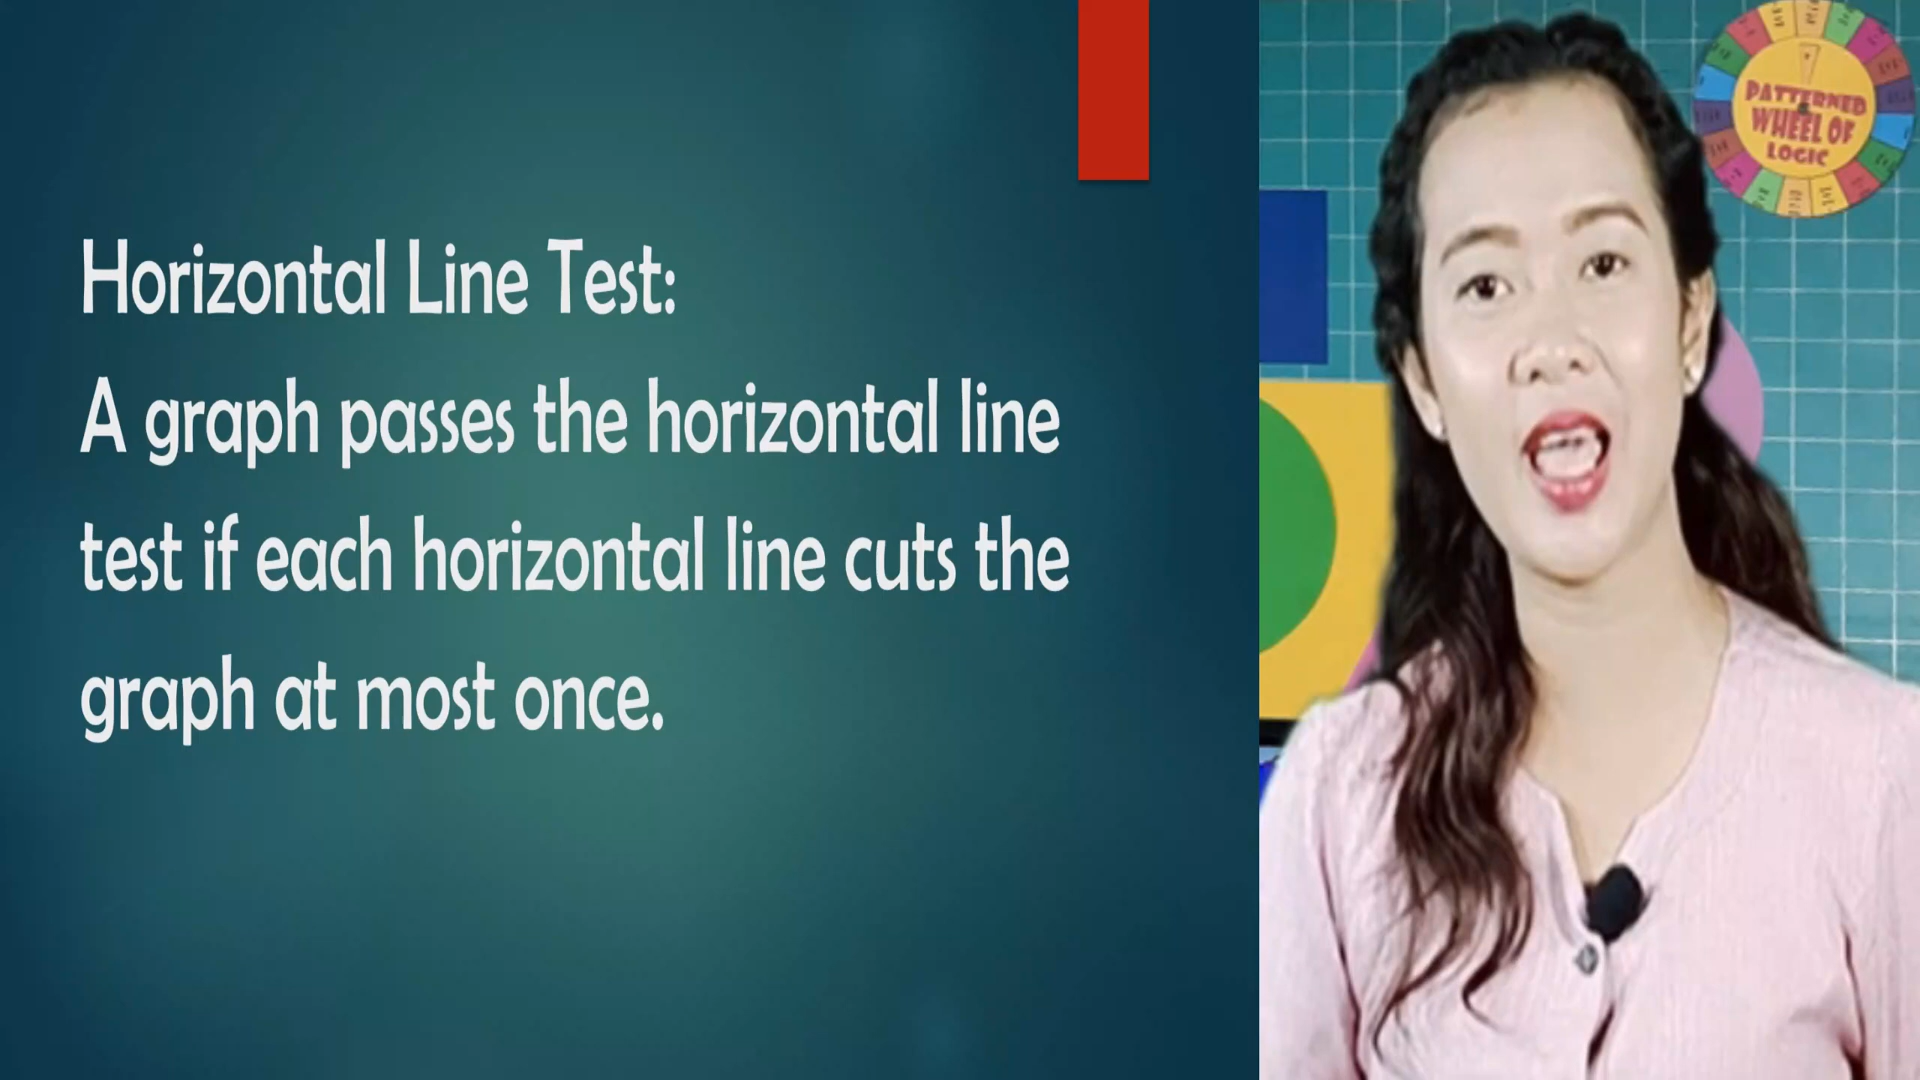 Horizontal Line Test:
A graph passes the horizontal line
test if each horizontal line cuts the
graph at most once.
PATTERNED
WHEEL OF
LOGIC